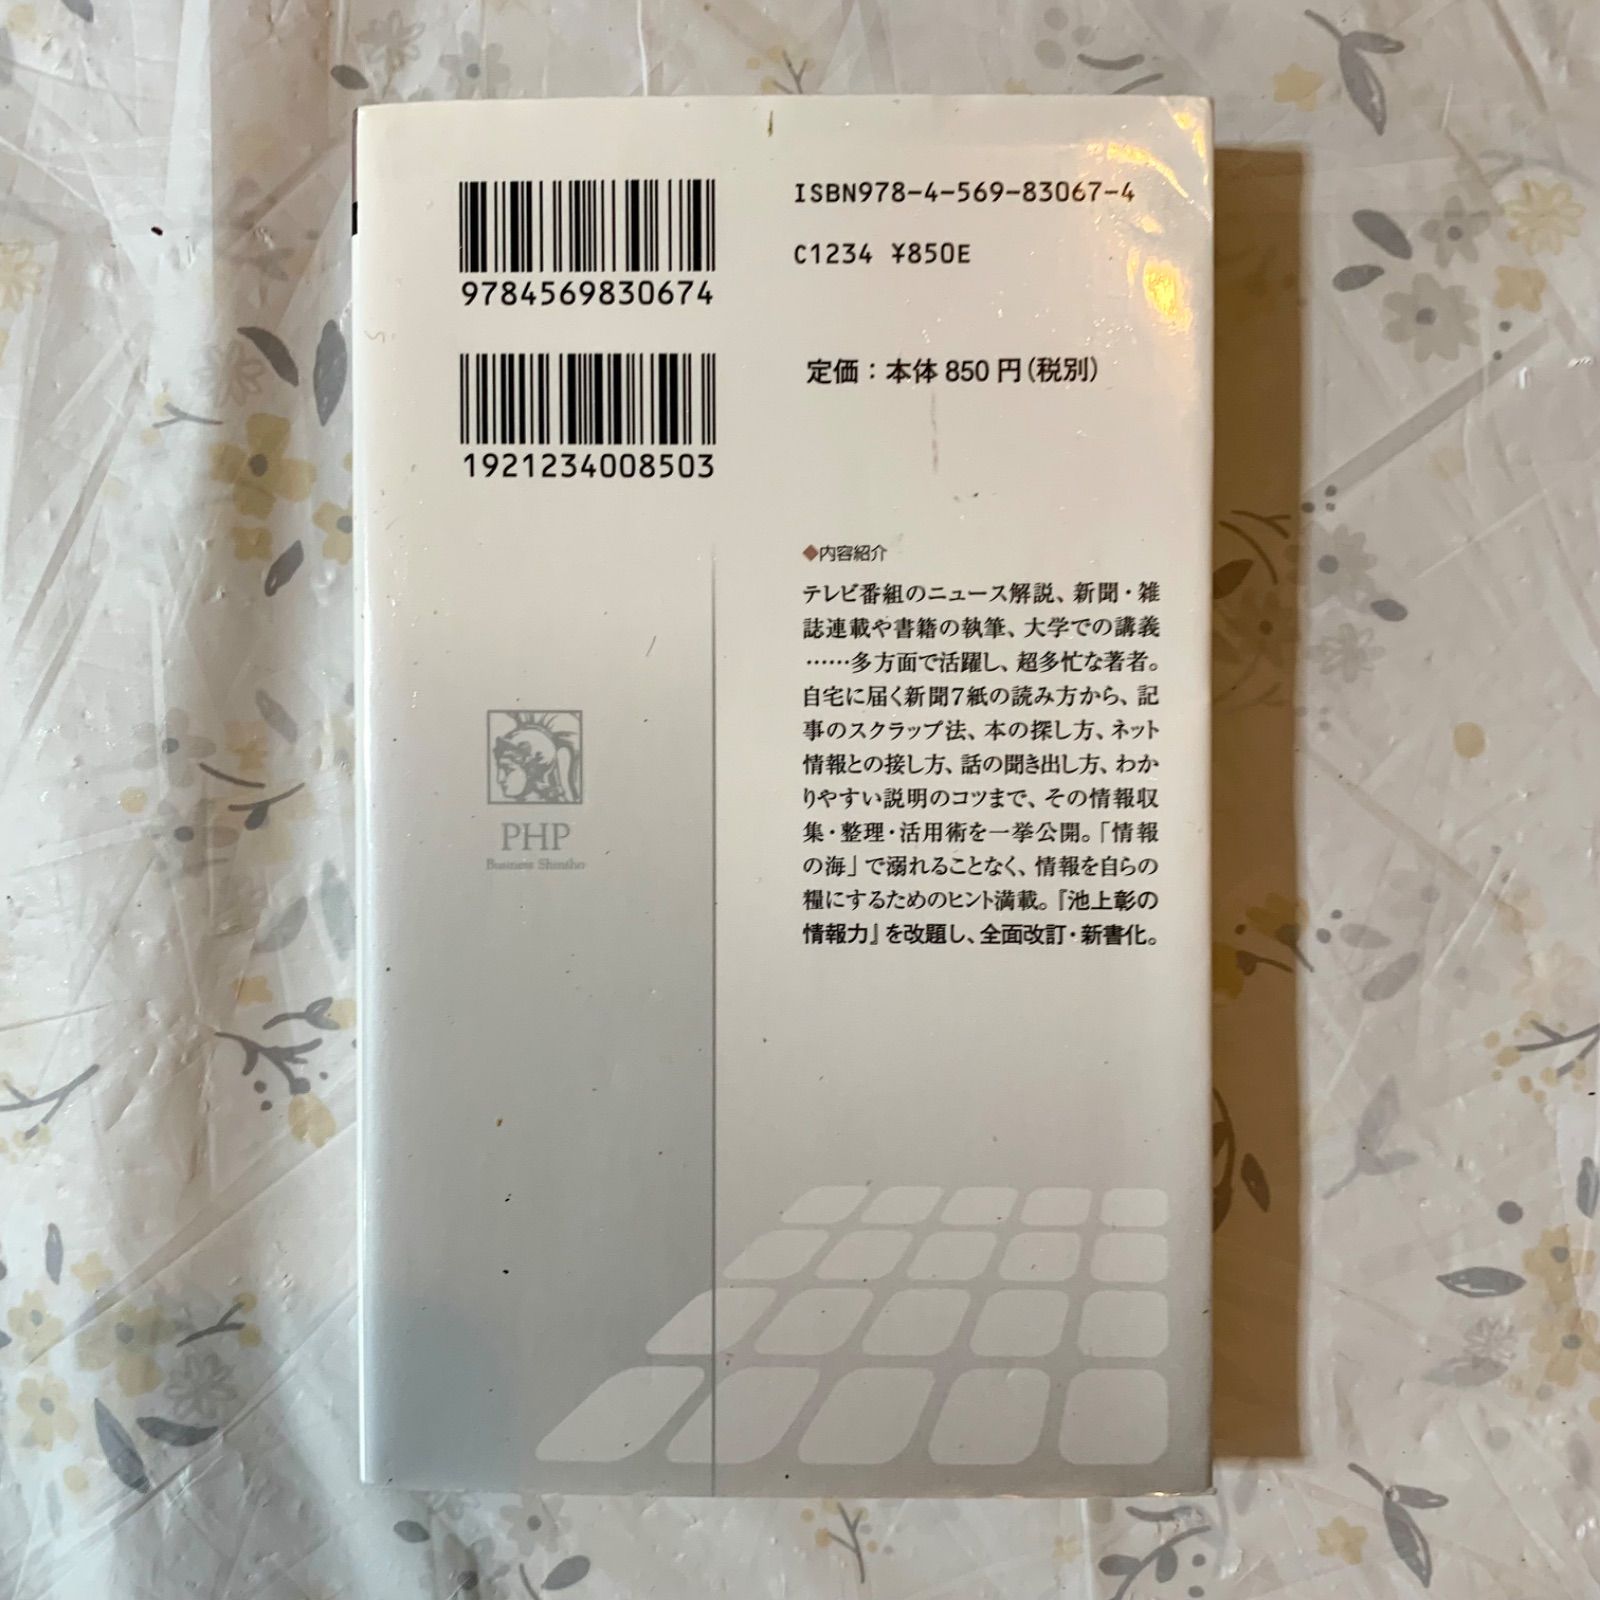 9784569830674
ISBN978-4-569-83067-4
C1234 ¥850E
1921234008503
定価：本体850円（税別）
◆内容紹介
テレビ番組のニュース解説、新聞・雑
誌連載や書籍の執筆、大学での講義
……多方面で活躍し、超多忙な著者。
自宅に届く新聞7紙の読み方から、記
事のスクラップ法、本の探し方、ネット
情報との接し方、話の聞き出し方、わか
りやすい説明のコツまで、その情報収
集・整理・活用術を一挙公開。「情報
の海」で溺れることなく、情報を自らの
糧にするためのヒント満載。『池上彰の
情報力』を改題し、全面改訂・新書化。
PHP
Business Shinsho